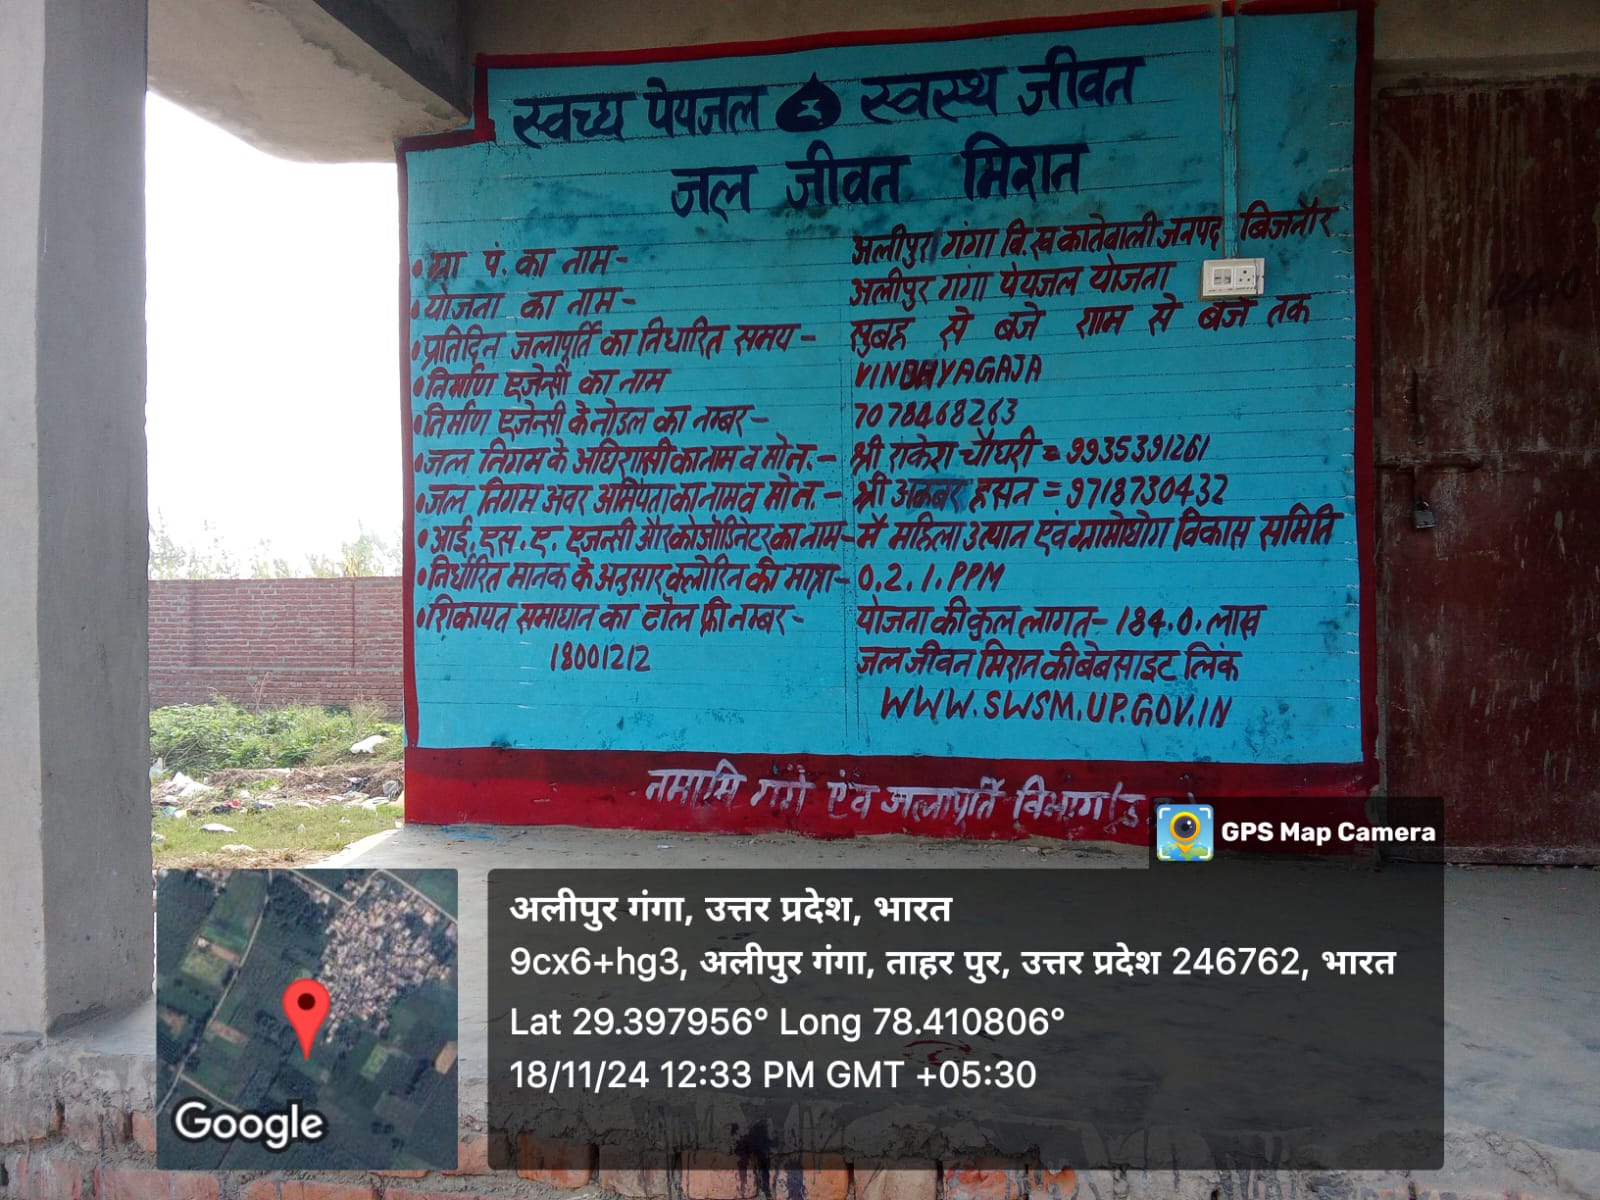 स्वच्छ पेयजल स्वस्थ जीवन
जल जीवन मिशन
• ग्रा पं. का नाम- अलीपुर गंगा वि.ख कातेवाली जनपद बिजनौर
• योजना का नाम- अलीपुर गंगा पेयजल योजना
• प्रतिदिन जलापूर्ति का निर्धारित समय- सुबह से बजे शाम से बजे तक
• निर्माण एजेन्सी का नाम VINDHYAGAJA
• निर्माण एजेन्सी के नोडल का नम्बर- 7078468263
• जल निगम के अधिशासी का नाम व मो.न.- श्री राकेश चौधरी = 9935391261
• जल निगम अवर अभियंता का नाम व मो.न.- श्री अकबर हसन = 9718730432
• आई.एस.ए. एजेन्सी और कोऑडिनेटर का नाम- मै महिला उत्थान एवं ग्रामोद्योग विकास समिति
• निर्धारित मानक के अनुसार क्लोरिन की मात्रा- 0.2.1.PPM
• शिकायत समाधान का टोल फ्री नम्बर- योजना की कुल लागत- 184.0.लाख
18001212 जल जीवन मिशन की बेबसाइट लिंक
WWW.SWSM.UP.GOV.IN
नमामि गंगे एंव जलापूर्ति विभाग
GPS Map Camera
अलीपुर गंगा, उत्तर प्रदेश, भारत
9cx6+hg3, अलीपुर गंगा, ताहर पुर, उत्तर प्रदेश 246762, भारत
Lat 29.397956° Long 78.410806°
18/11/24 12:33 PM GMT +05:30
Google